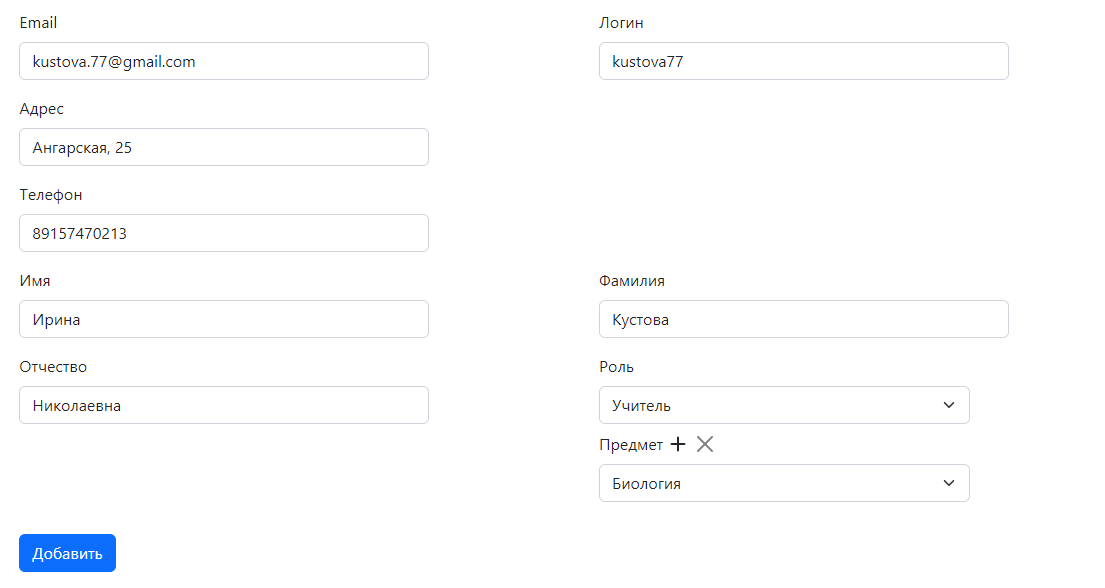 Email
Логин
kustova.77@gmail.com
kustova77
Адрес
Ангарская, 25
Телефон
89157470213
Имя
Фамилия
Ирина
Кустова
Отчество
Роль
Николаевна
Учитель
Предмет
Биология
Добавить